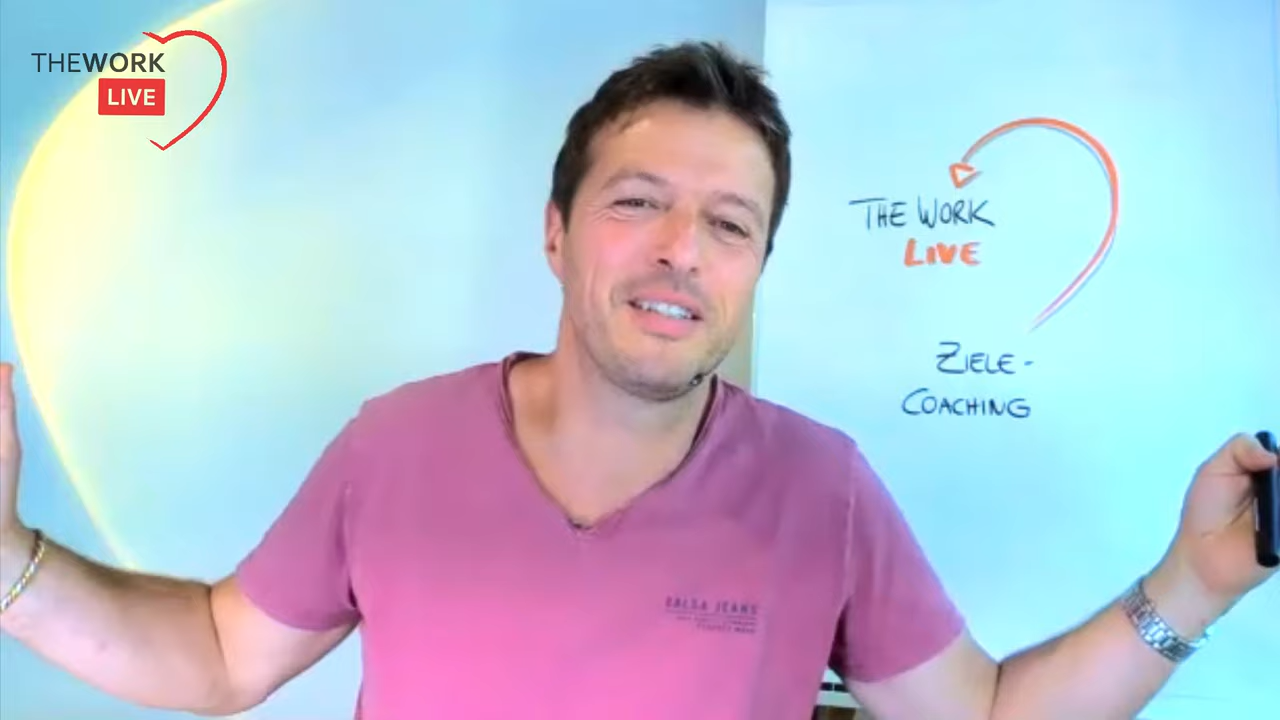 THEWORK
LIVE
THE WORK
LIVE
ZIELE-
COACHING
SALSA JEANS